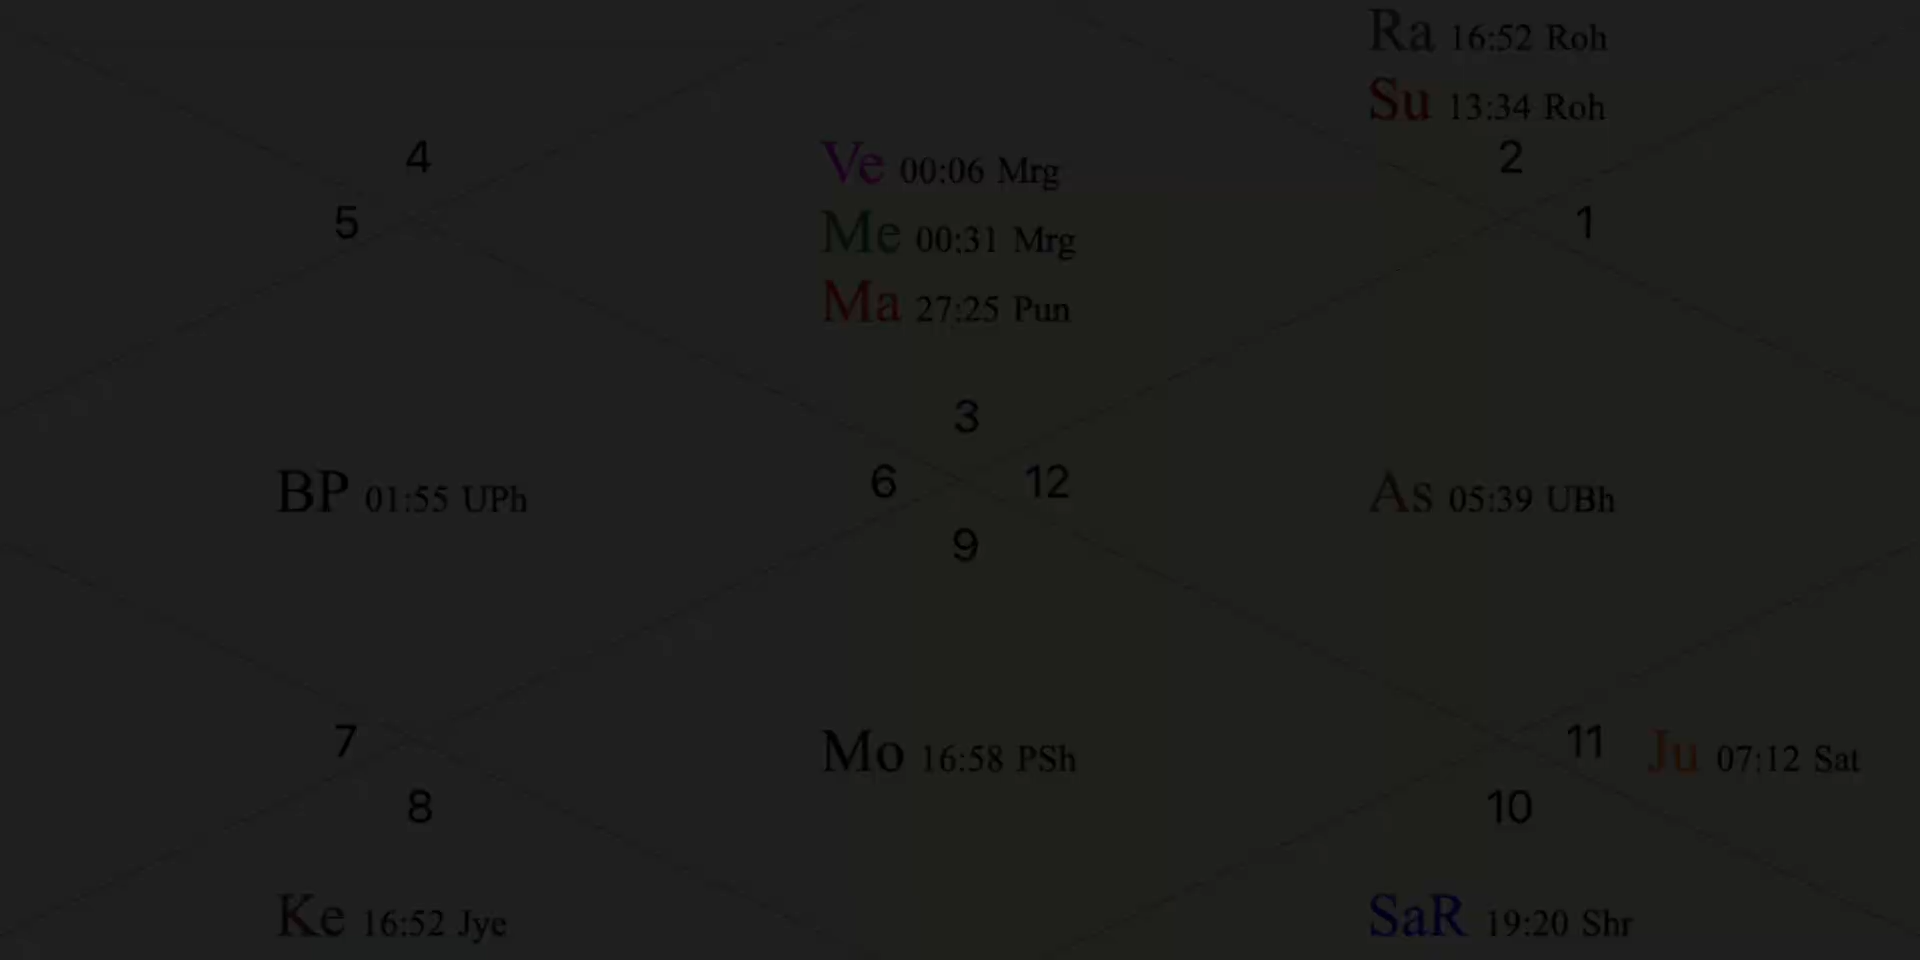 Ra 16:52 Roh
Su 13:34 Roh
4
2
Ve 00:06 Mrg
5
1
Me 00:31 Mrg
Ma 27:25 Pun
3
BP 01:55 UPh
6
12
As 05:39 UBh
9
7
Mo 16:58 PSh
11
Ju 07:12 Sat
8
10
Ke 16:52 Jye
SaR 19:20 Shr